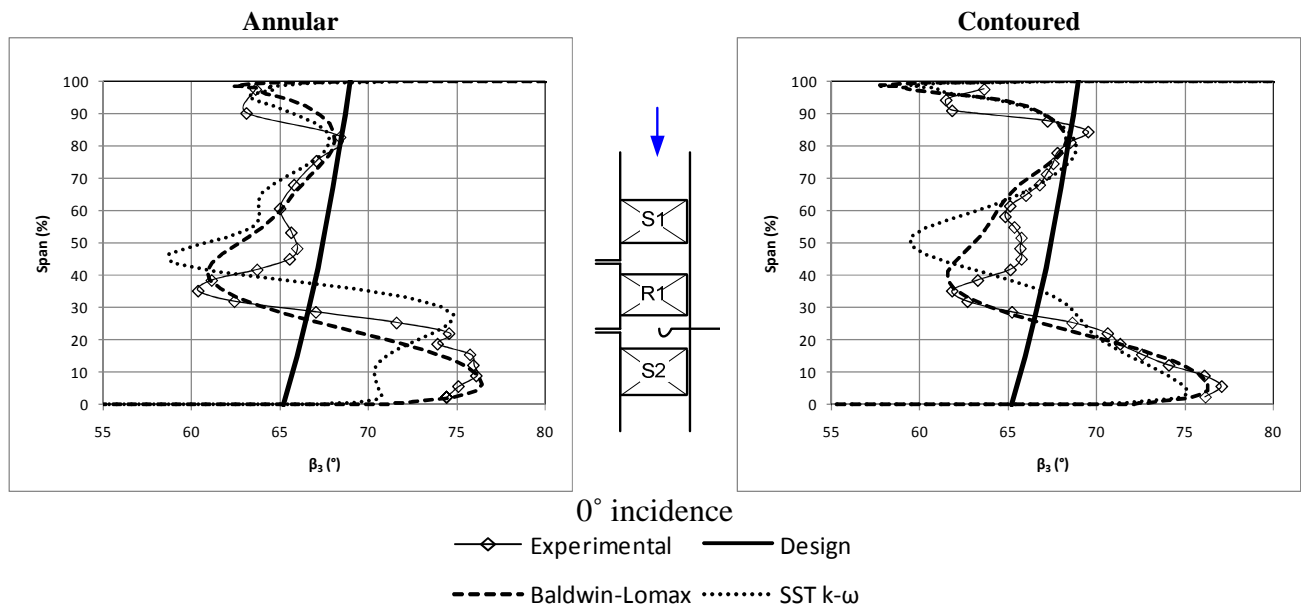 Annular
Contoured
100
90
80
70
60
50
40
30
20
10
0
Span (%)
55 60 65 70 75 80
β₃ (°)
S1
R1
S2
100
90
80
70
60
50
40
30
20
10
0
Span (%)
55 60 65 70 75 80
β₃ (°)
0° incidence
Experimental Design
Baldwin-Lomax SST k-ω